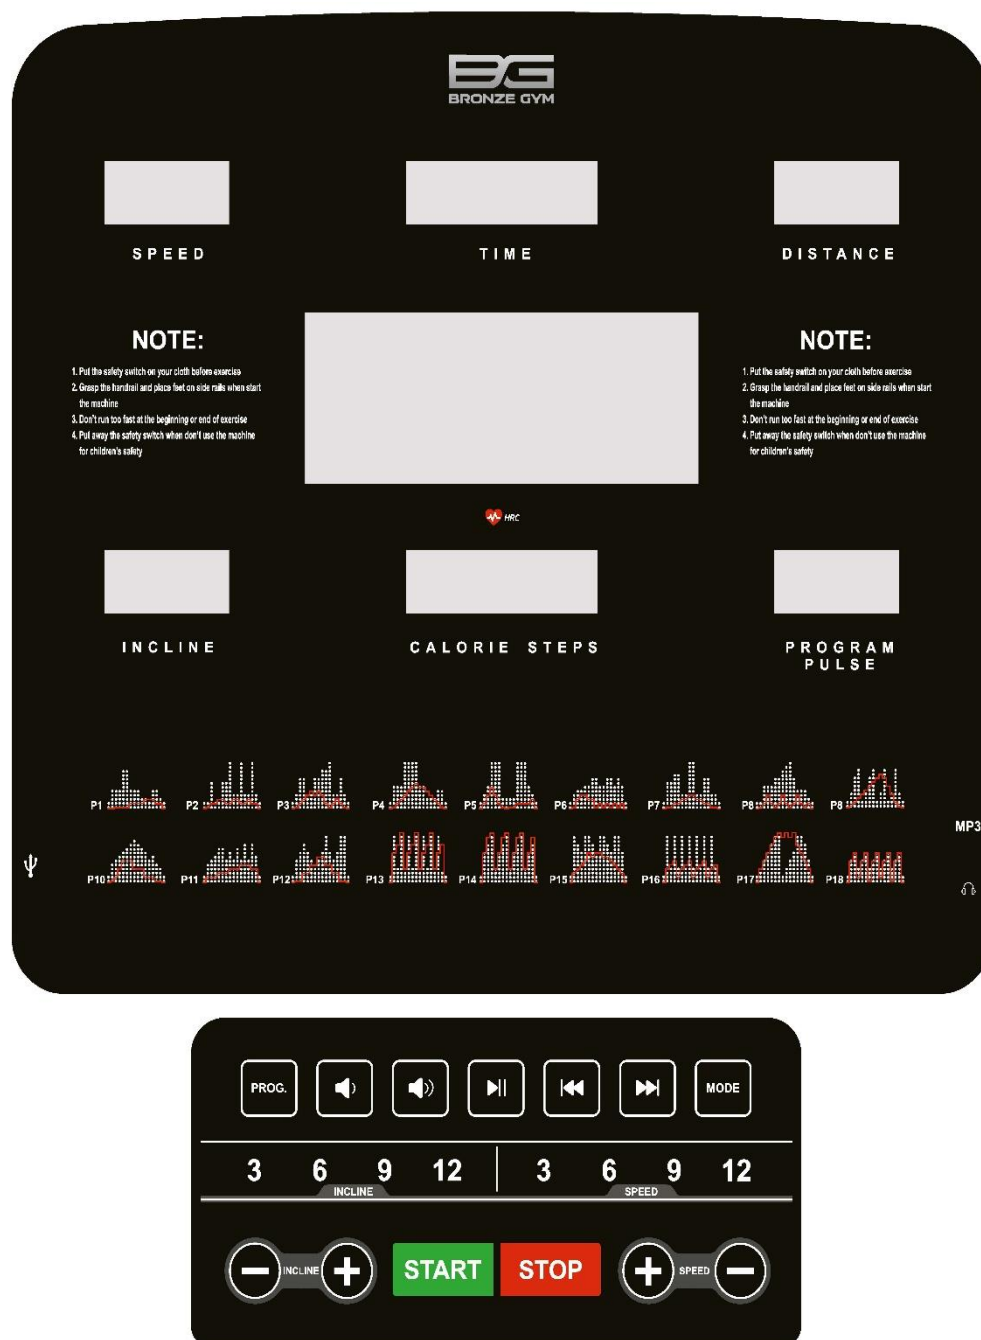 BG
BRONZE GYM
SPEED
TIME
DISTANCE
NOTE:
1. Put the safety switch on your cloth before exercise
2. Grasp the handrail and place feet on side rails when start
the machine
3. Don't run too fast at the beginning or end of exercise
4. Put away the safety switch when don't use the machine
for children's safety
NOTE:
1. Put the safety switch on your cloth before exercise
2. Grasp the handrail and place feet on side rails when start
the machine
3. Don't run too fast at the beginning or end of exercise
4. Put away the safety switch when don't use the machine
for children's safety
HRC
INCLINE
CALORIE STEPS
PROGRAM
PULSE
P1 P2 P3 P4 P5 P6 P7 P8 P8
MP3
P10 P11 P12 P13 P14 P15 P16 P17 P18
PROG.
MODE
3 6 9 12 3 6 9 12
INCLINE SPEED
INCLINE START STOP SPEED